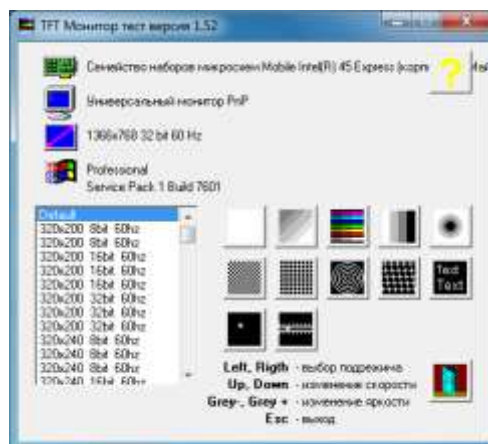 TFT Монитор тест версия 1.52
Семейство наборов микросхем Mobile Intel(R) 45 Express
Универсальный монитор PnP
1366x768 32 bit 60 Hz
Professional
Service Pack 1 Build 7601
Default
320x200 8bit 60hz
320x200 8bit 60hz
320x200 16bit 60hz
320x200 16bit 60hz
320x200 16bit 60hz
320x200 32bit 60hz
320x200 32bit 60hz
320x200 32bit 60hz
320x240 8bit 60hz
320x240 8bit 60hz
320x240 8bit 60hz
320x240 16bit 60hz
Text
Text
Left, Rigth - выбор подрежима
Up, Down - изменение скорости
Grey-, Grey + - изменение яркости
Esc - выход